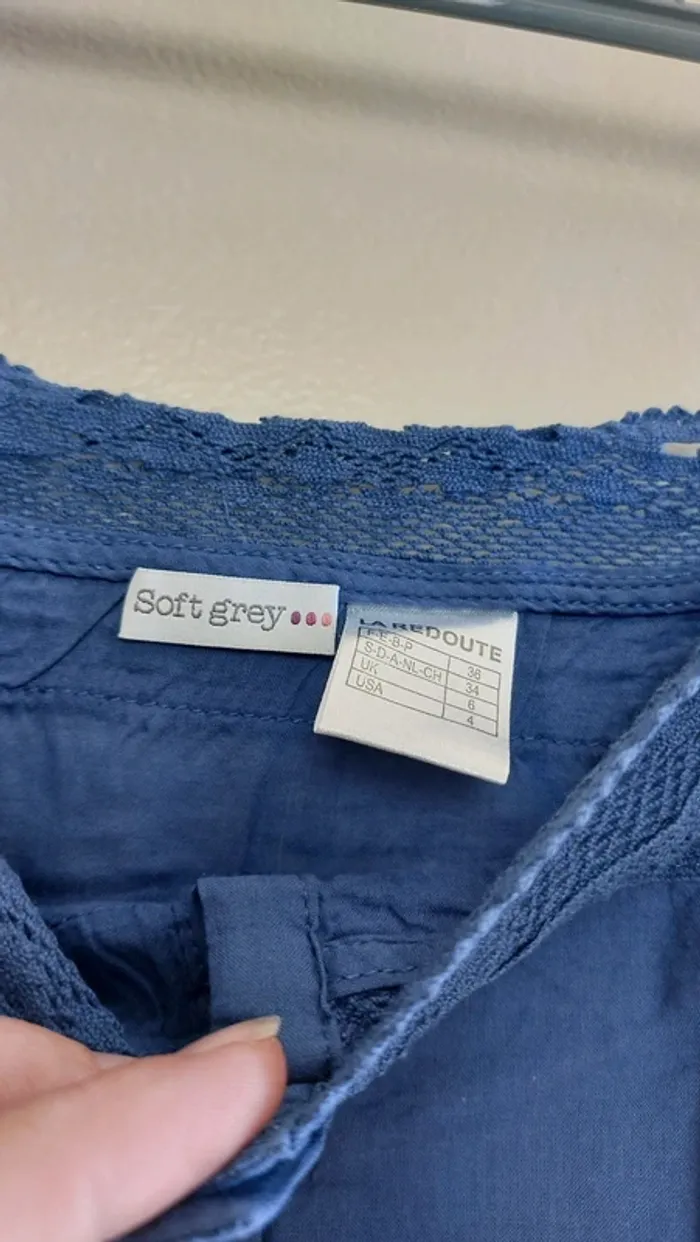 Soft grey
LA REDOUTE
F-E-B-P 36
S-D-A-NL-CH 34
UK 6
USA 4